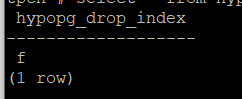 hypopg_drop_index
-------------------
f
(1 row)